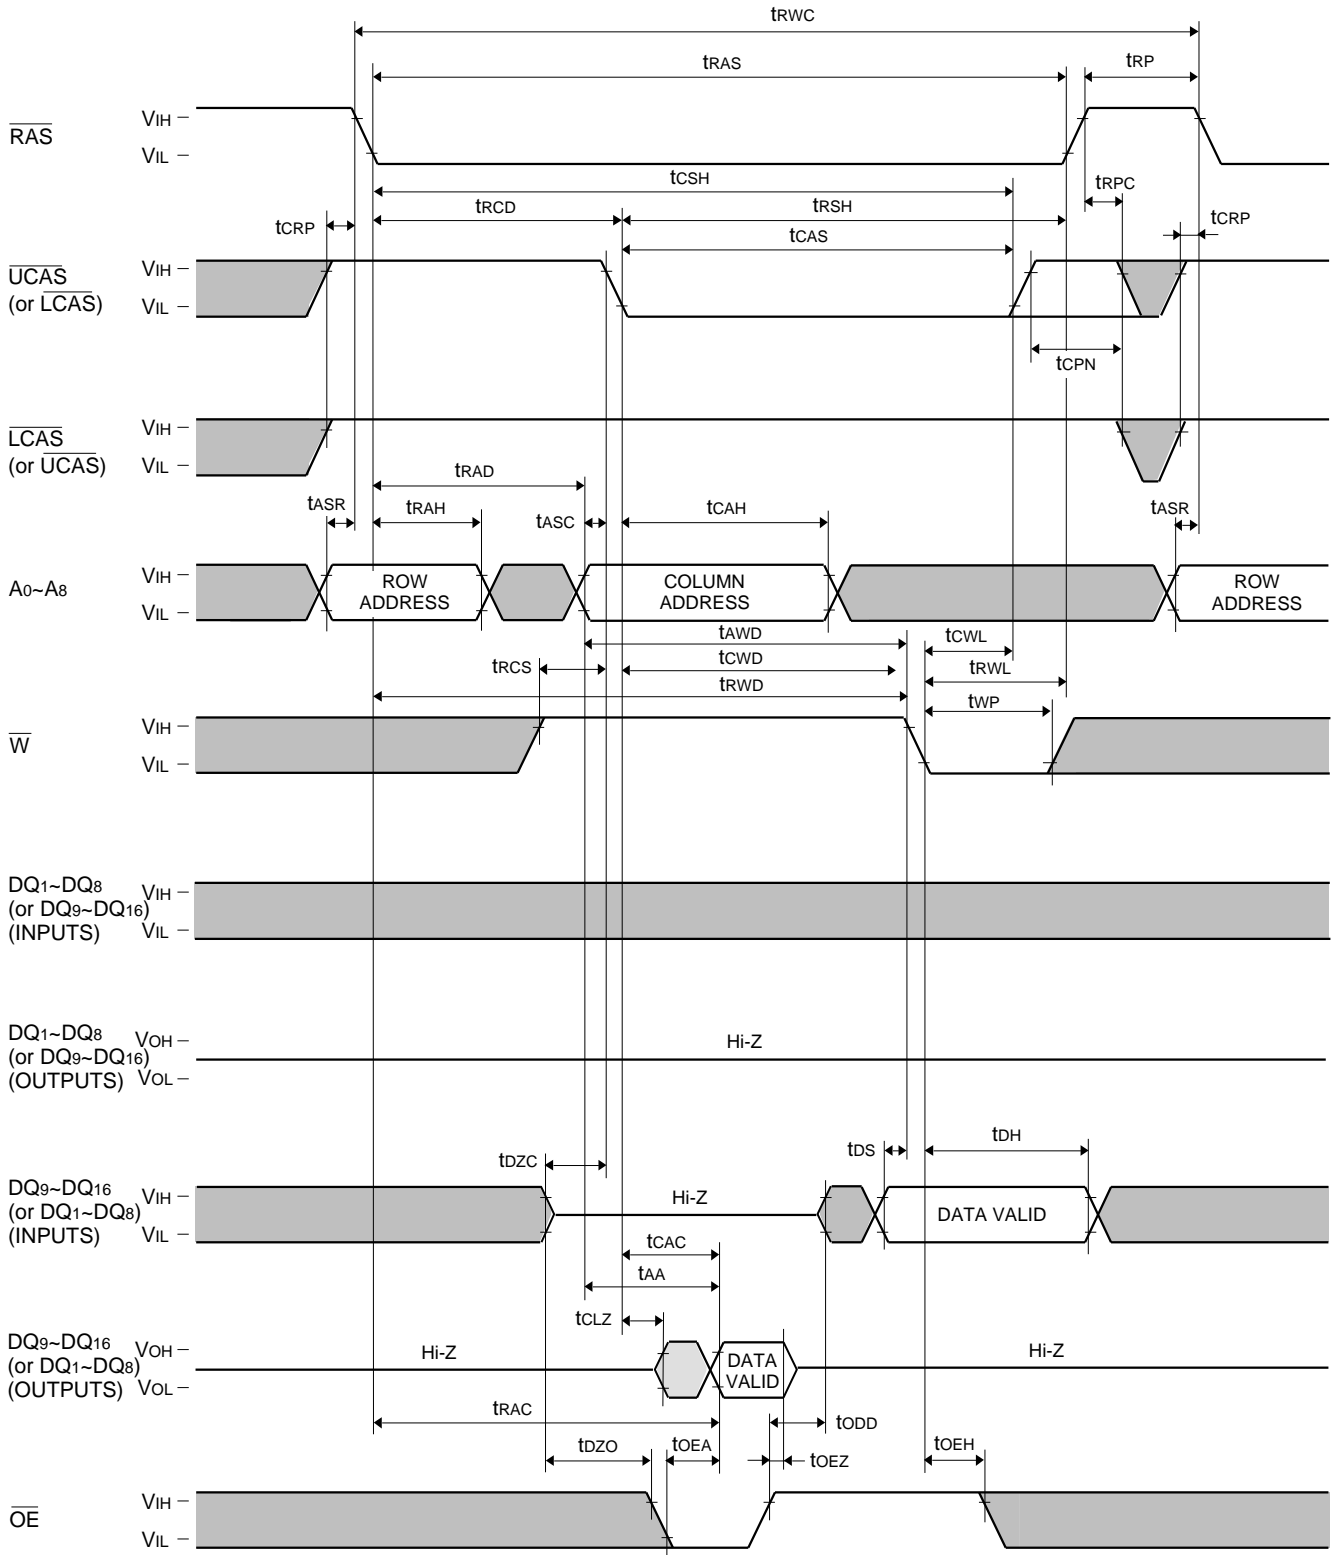 tRWC
tRAS
tRP
RAS
VIH
VIL
tCSH
tRPC
tRCD
tRSH
tCRP
tCRP
tCAS
UCAS
(or LCAS)
VIH
VIL
tCPN
LCAS
(or UCAS)
VIH
VIL
tRAD
tASR
tRAH
tASC
tCAH
tASR
A0~A8
VIH
VIL
ROW
ADDRESS
COLUMN
ADDRESS
ROW
ADDRESS
tAWD
tCWL
tRCS
tCWD
tRWL
tRWD
tWP
W
VIH
VIL
DQ1~DQ8
(or DQ9~DQ16)
(INPUTS)
VIH
VIL
DQ1~DQ8
(or DQ9~DQ16)
(OUTPUTS)
VOH
VOL
Hi-Z
tDZC
tDS
tDH
DQ9~DQ16
(or DQ1~DQ8)
(INPUTS)
VIH
VIL
Hi-Z
DATA VALID
tCAC
tAA
tCLZ
DQ9~DQ16
(or DQ1~DQ8)
(OUTPUTS)
VOH
VOL
Hi-Z
DATA
VALID
Hi-Z
tRAC
tODD
tDZO
tOEA
tOEZ
tOEH
OE
VIH
VIL